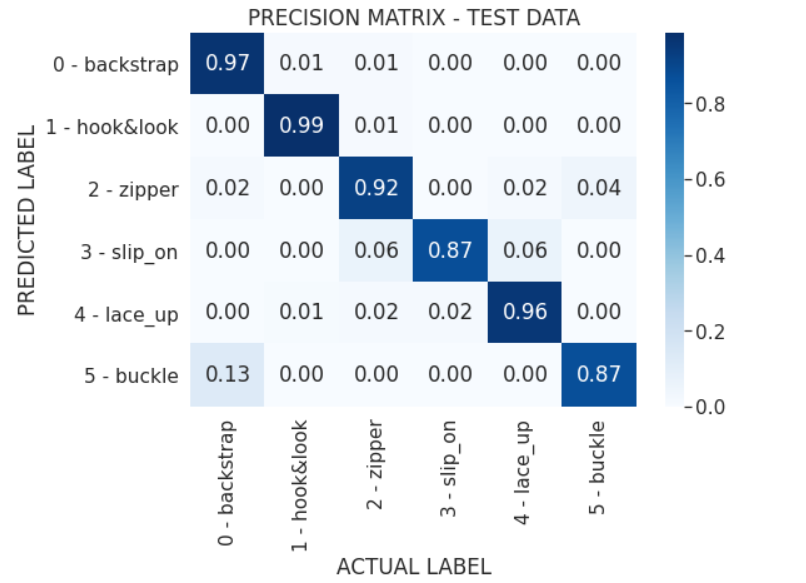 PRECISION MATRIX - TEST DATA
PREDICTED LABEL
0 - backstrap 0.97 0.01 0.01 0.00 0.00 0.00
1 - hook&look 0.00 0.99 0.01 0.00 0.00 0.00
2 - zipper 0.02 0.00 0.92 0.00 0.02 0.04
3 - slip_on 0.00 0.00 0.06 0.87 0.06 0.00
4 - lace_up 0.00 0.01 0.02 0.02 0.96 0.00
5 - buckle 0.13 0.00 0.00 0.00 0.00 0.87
0.8
0.6
0.4
0.2
0.0
0 - backstrap
1 - hook&look
2 - zipper
3 - slip_on
4 - lace_up
5 - buckle
ACTUAL LABEL